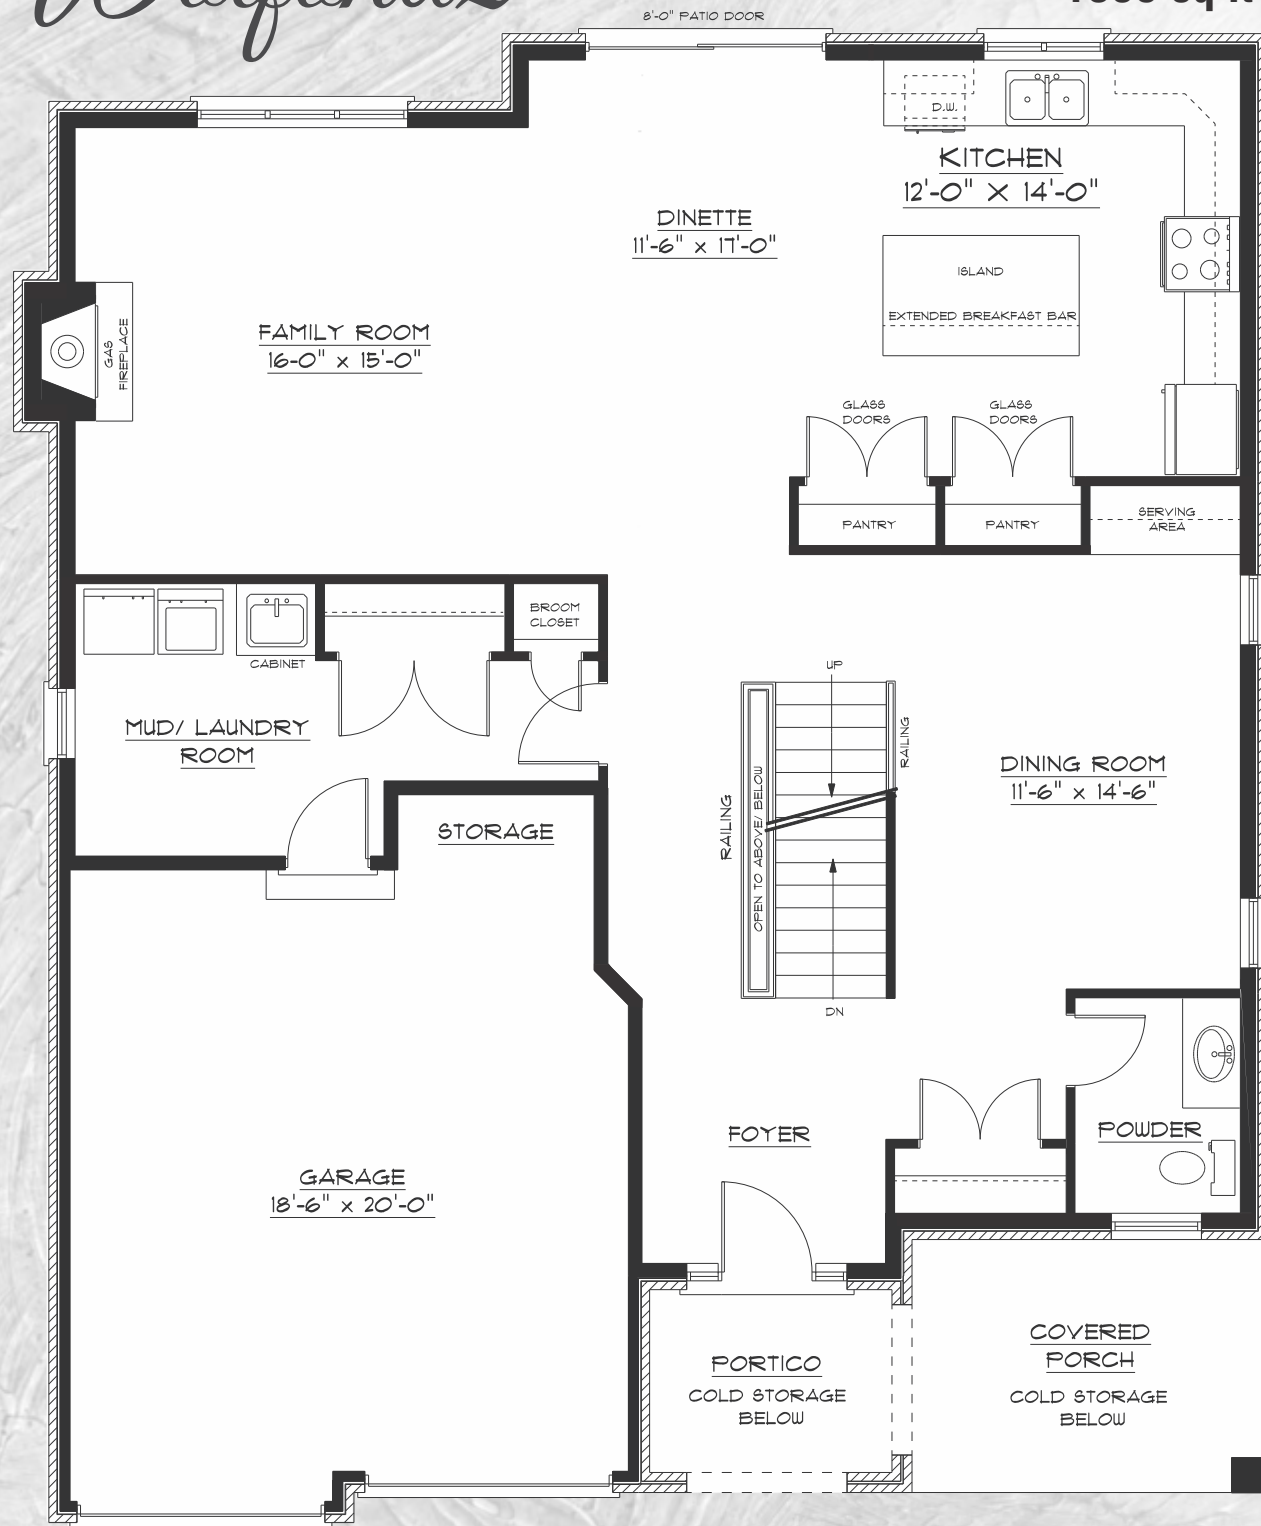 8'-0" PATIO DOOR
D.W.
KITCHEN
12'-0" X 14'-0"
DINETTE
11'-6" x 17'-0"
ISLAND
EXTENDED BREAKFAST BAR
FAMILY ROOM
16-0" x 15'-0"
GAS
FIREPLACE
GLASS
DOORS
GLASS
DOORS
PANTRY
PANTRY
SERVING
AREA
BROOM
CLOSET
CABINET
UP
MUD/ LAUNDRY
ROOM
RAILING
DINING ROOM
11'-6" x 14'-6"
RAILING
OPEN TO ABOVE/ BELOW
STORAGE
DN
FOYER
POWDER
GARAGE
18'-6" x 20'-0"
PORTICO
COLD STORAGE
BELOW
COVERED
PORCH
COLD STORAGE
BELOW